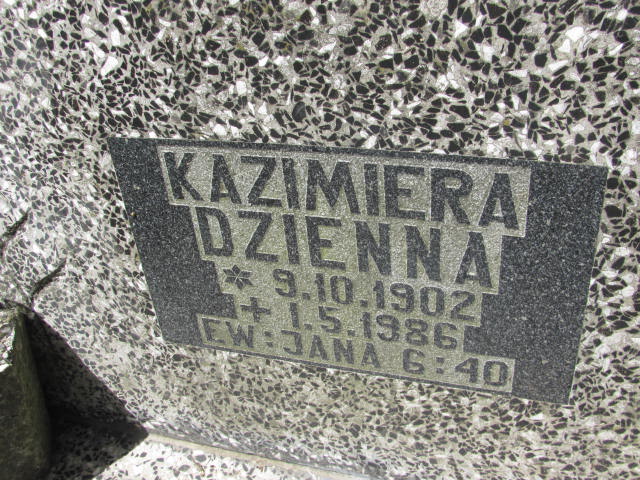 KAZIMIERA
DZIENNA
* 9.10.1902
+ 1.5.1986
EW: JANA 6:40